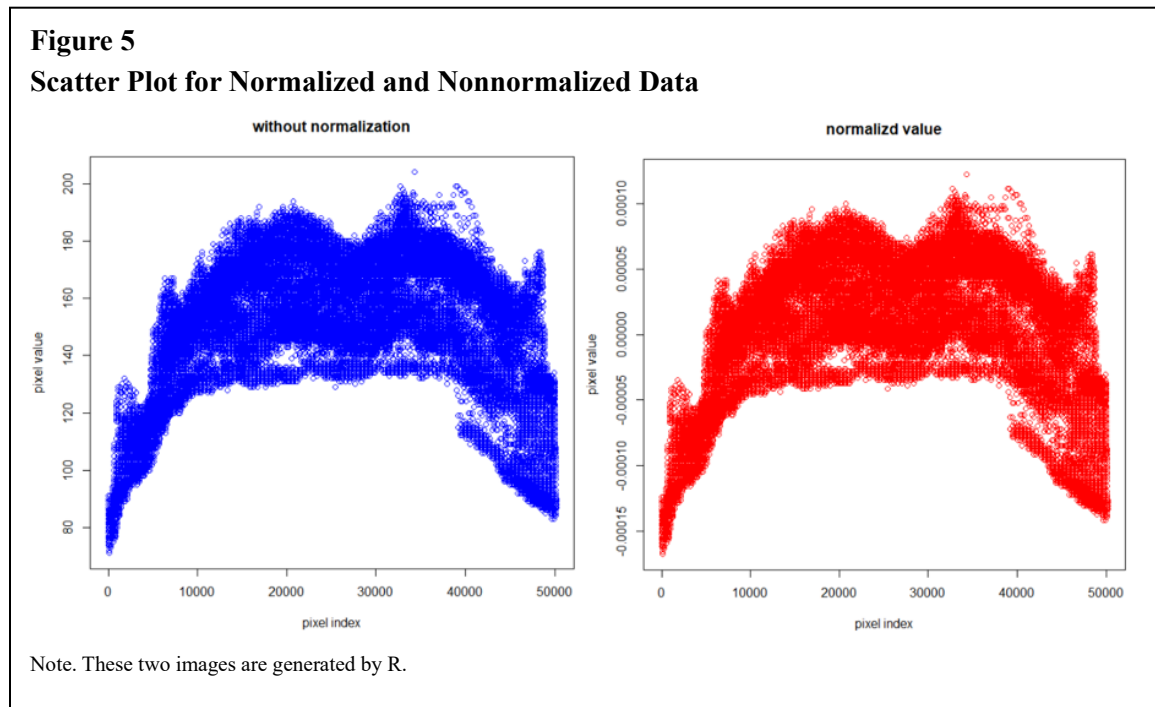 Figure 5
Scatter Plot for Normalized and Nonnormalized Data
without normalization
pixel value
200
180
160
140
120
100
80
0 10000 20000 30000 40000 50000
pixel index
normalizd value
pixel value
0.00010
0.00005
0.00000
-0.00005
-0.00010
-0.00015
0 10000 20000 30000 40000 50000
pixel index
Note. These two images are generated by R.